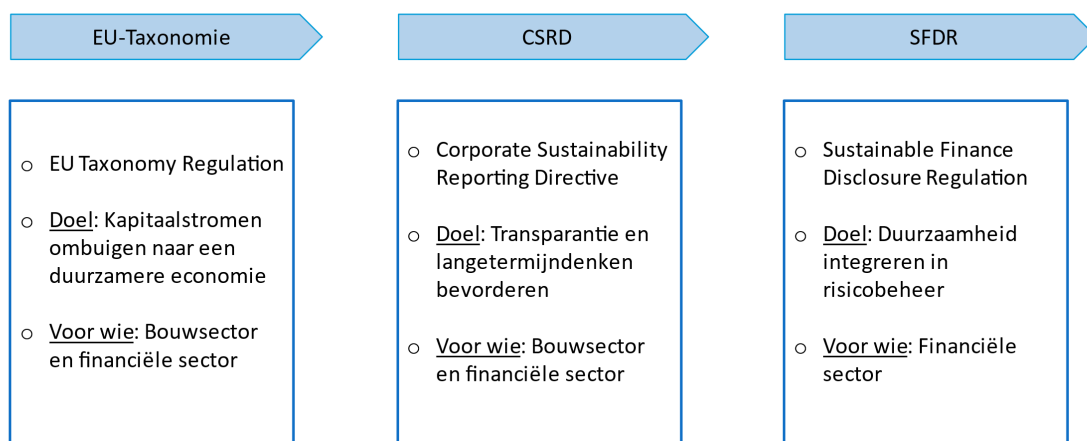 EU-Taxonomie
CSRD
SFDR
o EU Taxonomy Regulation
o Doel: Kapitaalstromen
ombuigen naar een
duurzamere economie
o Voor wie: Bouwsector
en financiële sector
o Corporate Sustainability
Reporting Directive
o Doel: Transparantie en
langetermijndenken
bevorderen
o Voor wie: Bouwsector
en financiële sector
o Sustainable Finance
Disclosure Regulation
o Doel: Duurzaamheid
integreren in
risicobeheer
o Voor wie: Financiële
sector